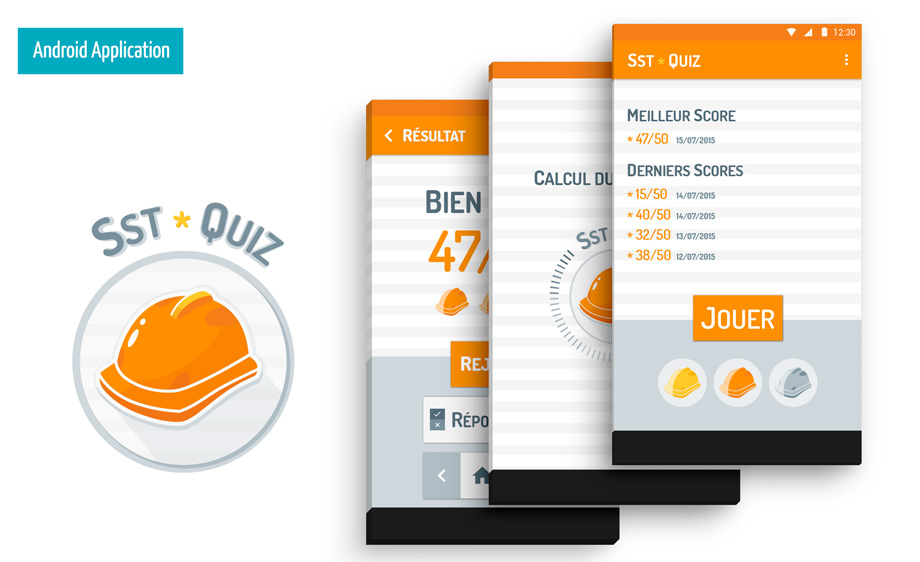 Android Application
SST * QUIZ
RÉSULTAT
BIEN
47/
CALCUL DU
SST
12:30
SST * QUIZ
MEILLEUR SCORE
* 47/50 15/07/2015
DERNIERS SCORES
* 15/50 14/07/2015
* 40/50 14/07/2015
* 32/50 13/07/2015
* 38/50 12/07/2015
JOUER